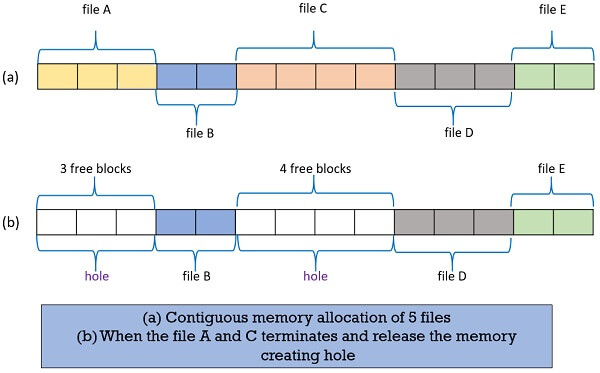 file A
file C
file E
(a)
file B
file D
3 free blocks
4 free blocks
file E
(b)
hole
file B
hole
file D
(a) Contiguous memory allocation of 5 files
(b) When the file A and C terminates and release the memory
creating hole